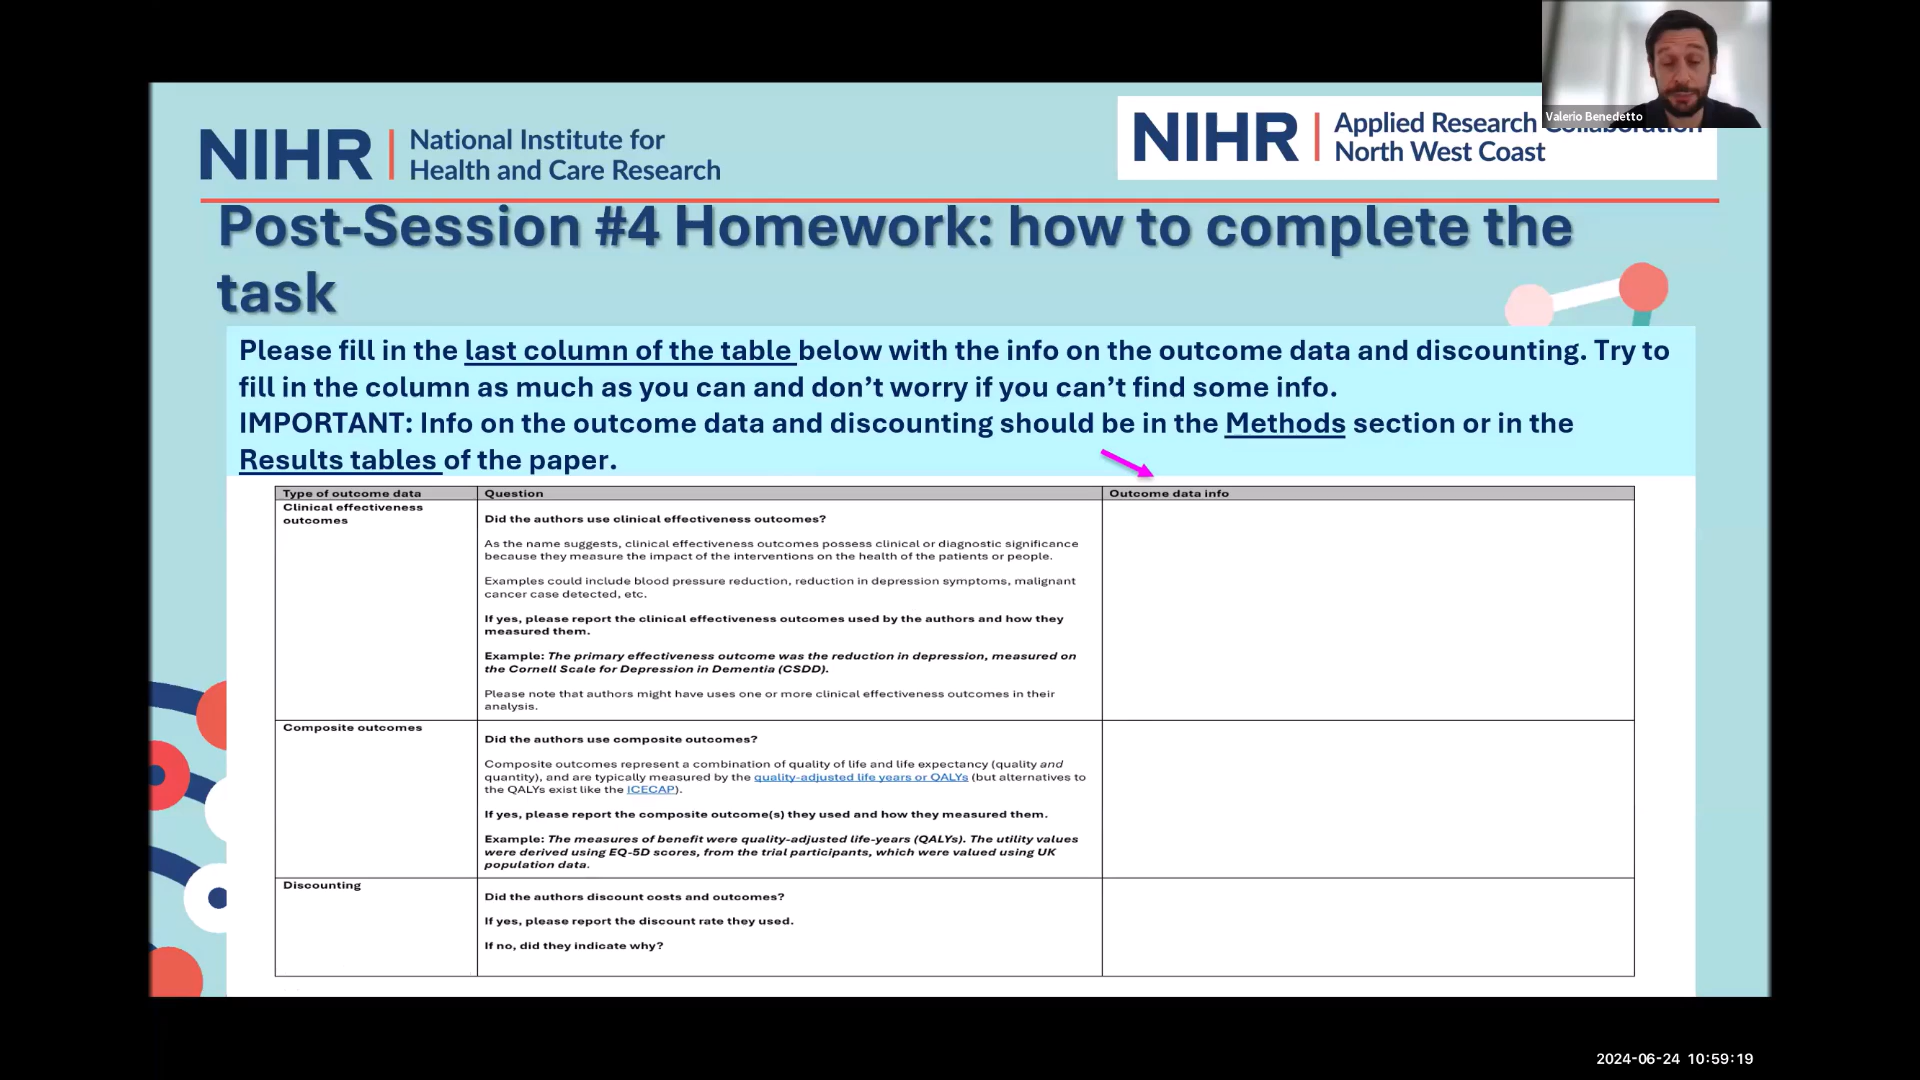 Valerio Benedetto
NIHR | National Institute for
Health and Care Research
NIHR | Applied Research Collaboration
North West Coast
Post-Session #4 Homework: how to complete the
task
Please fill in the last column of the table below with the info on the outcome data and discounting. Try to
fill in the column as much as you can and don’t worry if you can’t find some info.
IMPORTANT: Info on the outcome data and discounting should be in the Methods section or in the
Results tables of the paper.
Type of outcome data
Question
Outcome data info
Clinical effectiveness
outcomes
Did the authors use clinical effectiveness outcomes?
As the name suggests, clinical effectiveness outcomes possess clinical or diagnostic significance
because they measure the impact of the interventions on the health of the patients or people.
Examples could include blood pressure reduction, reduction in depression symptoms, malignant
cancer case detected, etc.
If yes, please report the clinical effectiveness outcomes used by the authors and how they
measured them.
Example: The primary effectiveness outcome was the reduction in depression, measured on
the Cornell Scale for Depression in Dementia (CSDD).
Please note that authors might have uses one or more clinical effectiveness outcomes in their
analysis.
Composite outcomes
Did the authors use composite outcomes?
Composite outcomes represent a combination of quality of life and life expectancy (quality and
quantity), and are typically measured by the quality-adjusted life years or QALYs (but alternatives to
the QALYs exist like the ICECAP).
If yes, please report the composite outcome(s) they used and how they measured them.
Example: The measures of benefit were quality-adjusted life-years (QALYs). The utility values
were derived using EQ-5D scores, from the trial participants, which were valued using UK
population data.
Discounting
Did the authors discount costs and outcomes?
If yes, please report the discount rate they used.
If no, did they indicate why?
2024-06-24 10:59:19